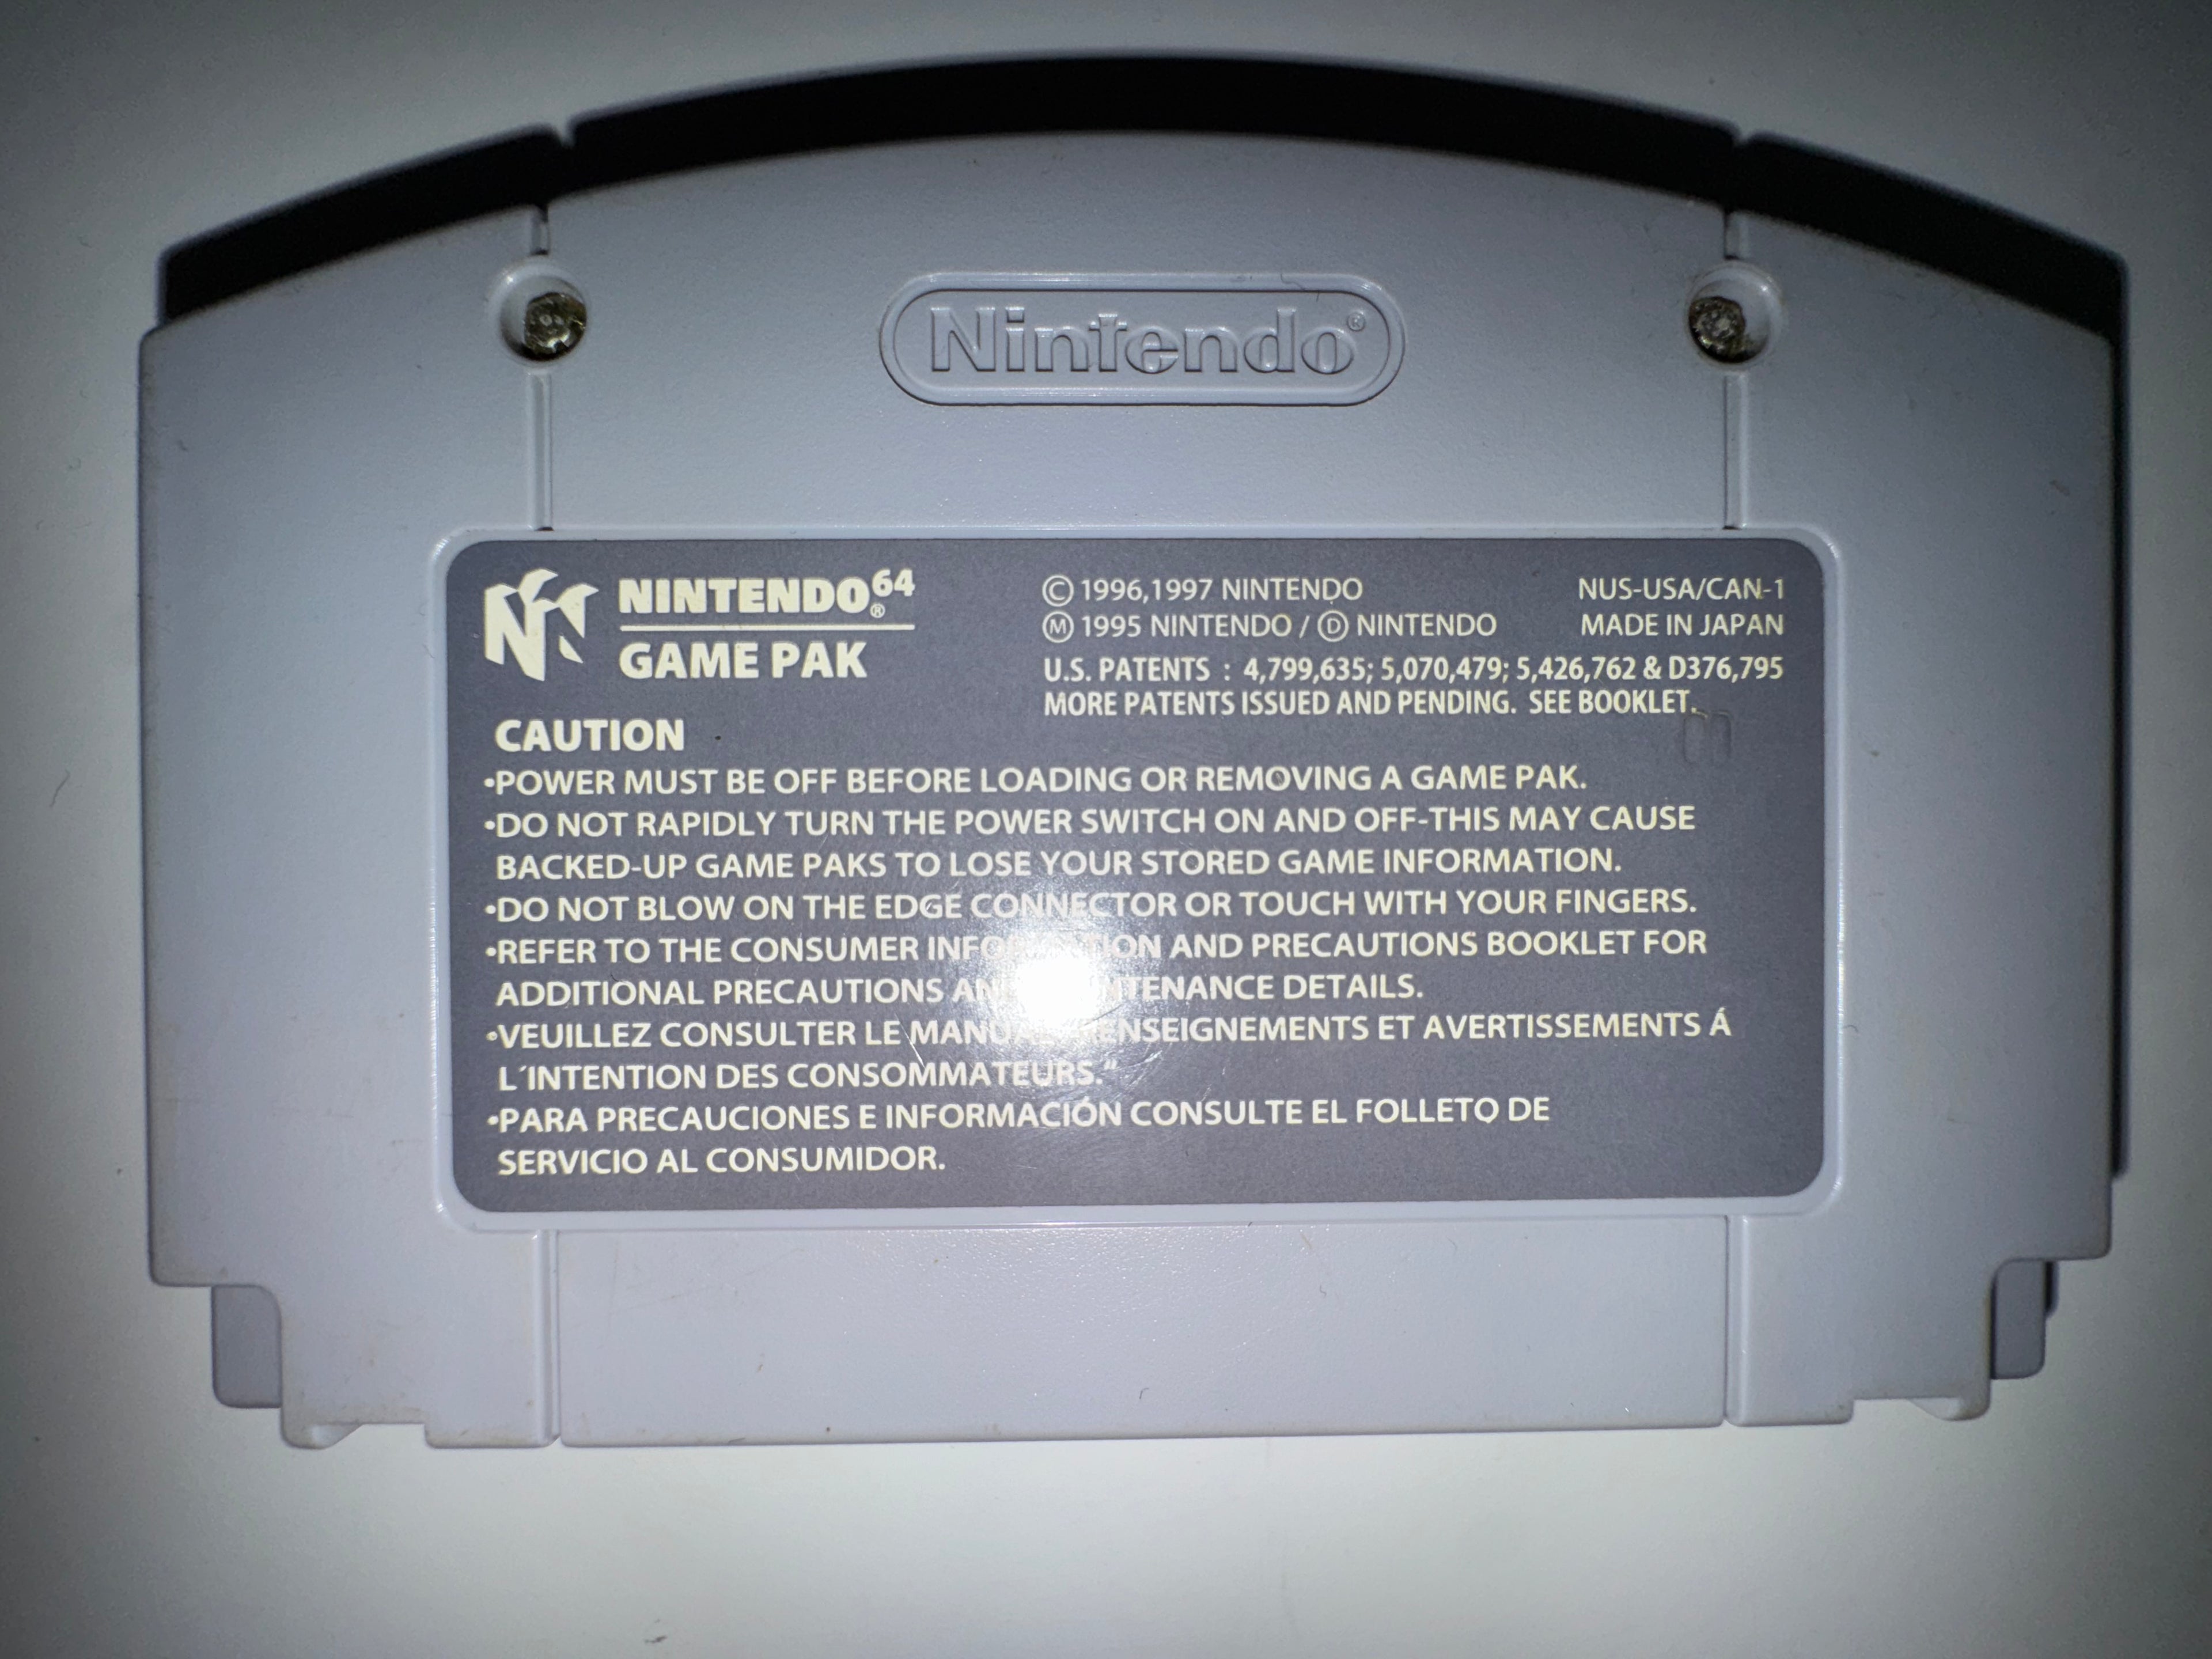 Nintendo®
NINTENDO64®
GAME PAK
© 1996,1997 NINTENDO
Ⓜ 1995 NINTENDO / Ⓓ NINTENDO
NUS-USA/CAN-1
MADE IN JAPAN
U.S. PATENTS : 4,799,635; 5,070,479; 5,426,762 & D376,795
MORE PATENTS ISSUED AND PENDING. SEE BOOKLET.
CAUTION
•POWER MUST BE OFF BEFORE LOADING OR REMOVING A GAME PAK.
•DO NOT RAPIDLY TURN THE POWER SWITCH ON AND OFF-THIS MAY CAUSE
BACKED-UP GAME PAKS TO LOSE YOUR STORED GAME INFORMATION.
•DO NOT BLOW ON THE EDGE CONNECTOR OR TOUCH WITH YOUR FINGERS.
•REFER TO THE CONSUMER INFORMATION AND PRECAUTIONS BOOKLET FOR
ADDITIONAL PRECAUTIONS AND MAINTENANCE DETAILS.
•VEUILLEZ CONSULTER LE MANUEL ENSEIGNEMENTS ET AVERTISSEMENTS Á
L´INTENTION DES CONSOMMATEURS."
•PARA PRECAUCIONES E INFORMACIÓN CONSULTE EL FOLLETO DE
SERVICIO AL CONSUMIDOR.